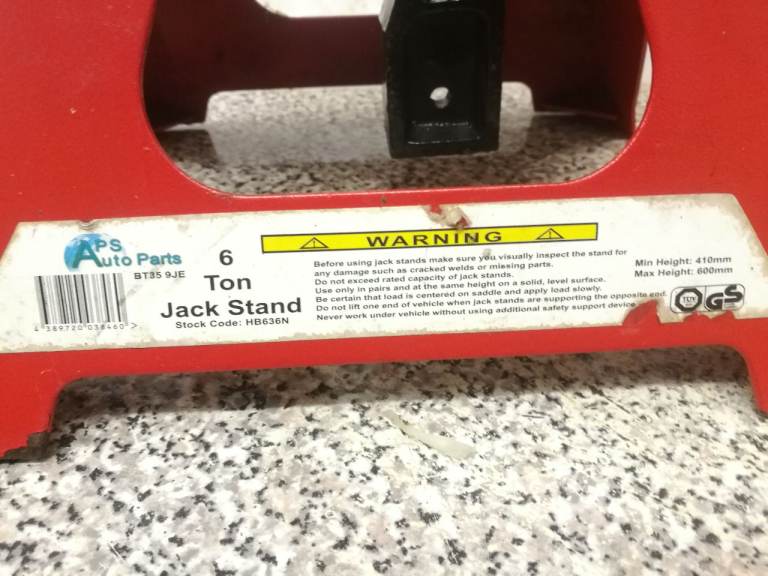 APS
Auto Parts
BT35 9JE
4 389720 038460 >
6
Ton
Jack Stand
Stock Code: HB636N
WARNING
Before using jack stands make sure you visually inspect the stand for
any damage such as cracked welds or missing parts.
Do not exceed rated capacity of jack stands.
Use only in pairs and at the same height on a solid, level surface.
Be certain that load is centered on saddle and apply load slowly.
Do not lift one end of vehicle when jack stands are supporting the opposite end.
Never work under vehicle without using additional safety support device
Min Height: 410mm
Max Height: 600mm
TUV
GS